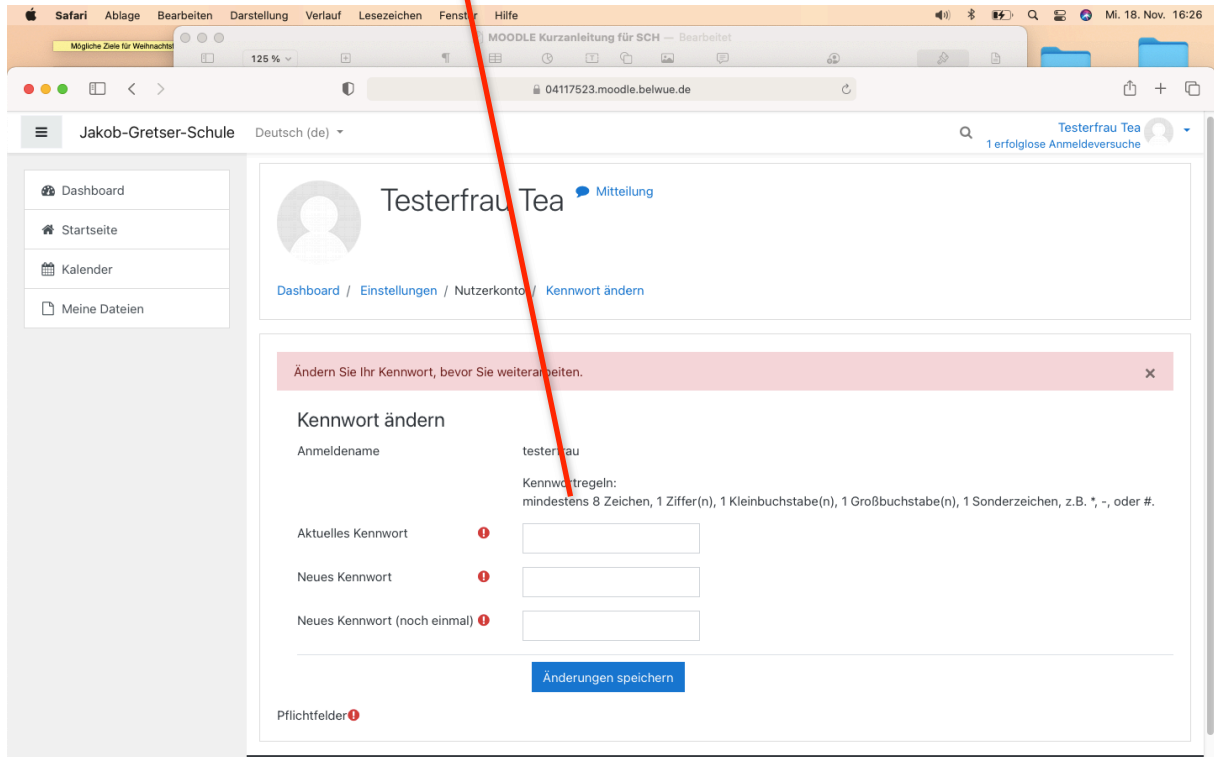 Safari Ablage Bearbeiten Darstellung Verlauf Lesezeichen Fenster Hilfe Mi. 18. Nov. 16:26
Mögliche Ziele für Weihnachts
MOODLE Kurzanleitung für SCH — Bearbeitet
125 %
04117523.moodle.belwue.de
Jakob-Gretser-Schule Deutsch (de) Testerfrau Tea
1 erfolglose Anmeldeversuche
Dashboard
Startseite
Kalender
Meine Dateien
Testerfrau Tea Mitteilung
Dashboard / Einstellungen / Nutzerkonto / Kennwort ändern
Ändern Sie Ihr Kennwort, bevor Sie weiterarbeiten. ×
Kennwort ändern
Anmeldename testerfrau
Kennwortregeln:
mindestens 8 Zeichen, 1 Ziffer(n), 1 Kleinbuchstabe(n), 1 Großbuchstabe(n), 1 Sonderzeichen, z.B. *, -, oder #.
Aktuelles Kennwort
Neues Kennwort
Neues Kennwort (noch einmal)
Änderungen speichern
Pflichtfelder